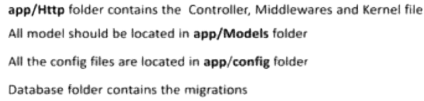 app/Http folder contains the Controller, Middlewares and Kernel file
All model should be located in app/Models folder
All the config files are located in app/config folder
Database folder contains the migrations